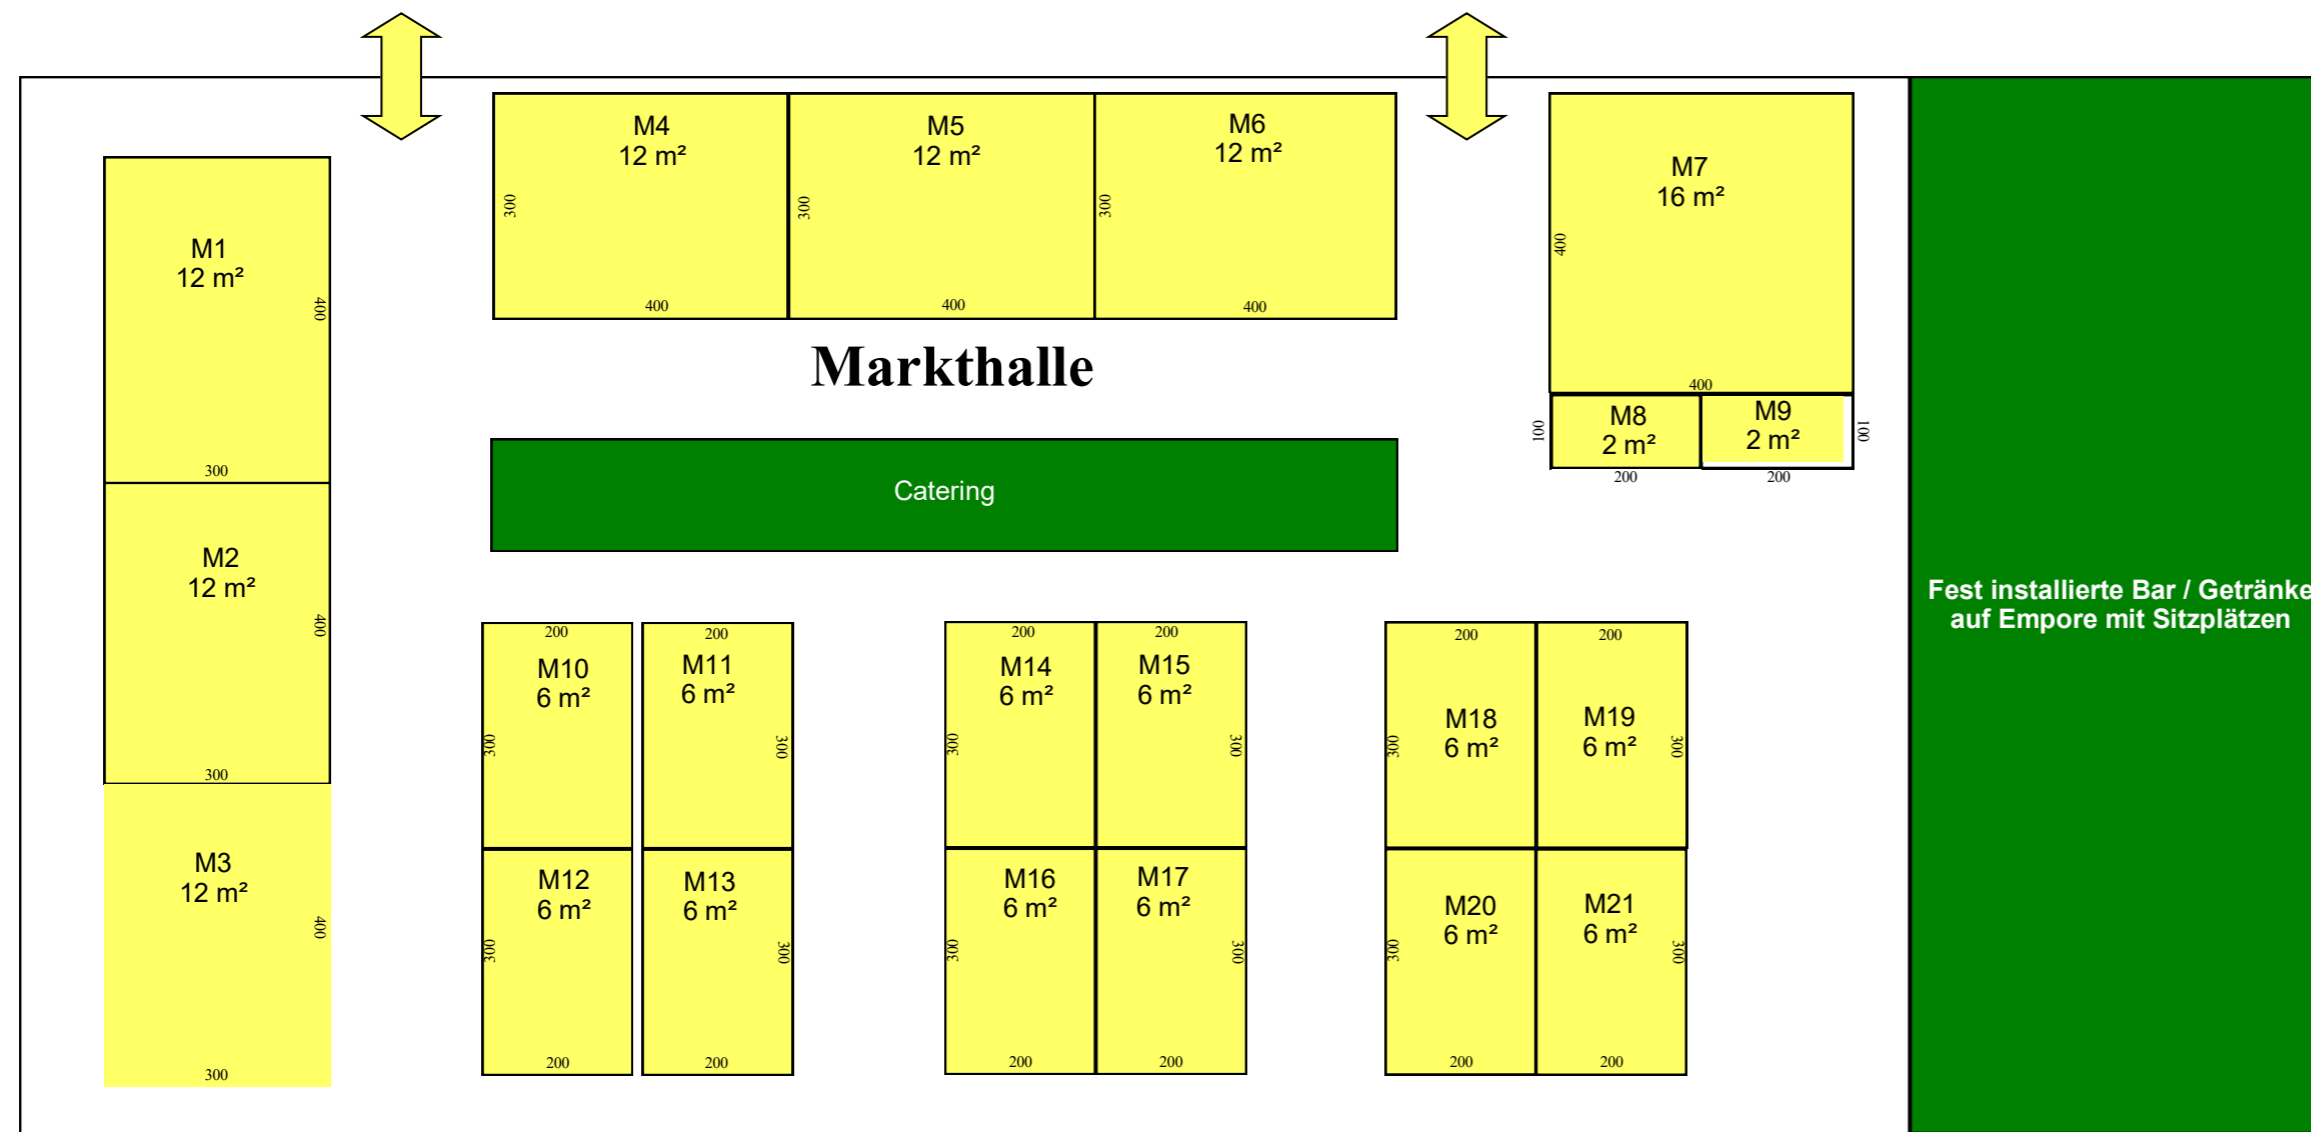 M1
12 m²
400
300
M2
12 m²
400
300
M3
12 m²
400
300
M4
12 m²
300
400
M5
12 m²
300
400
M6
12 m²
300
400
M7
16 m²
400
400
M8
2 m²
100
200
M9
2 m²
100
200
Markthalle
Catering
200
M10
6 m²
300
200
M11
6 m²
300
M12
6 m²
300
200
M13
6 m²
300
200
200
M14
6 m²
300
200
M15
6 m²
300
M16
6 m²
300
200
M17
6 m²
300
200
200
M18
6 m²
300
200
M19
6 m²
300
M20
6 m²
300
200
M21
6 m²
300
200
Fest installierte Bar / Getränke
auf Empore mit Sitzplätzen